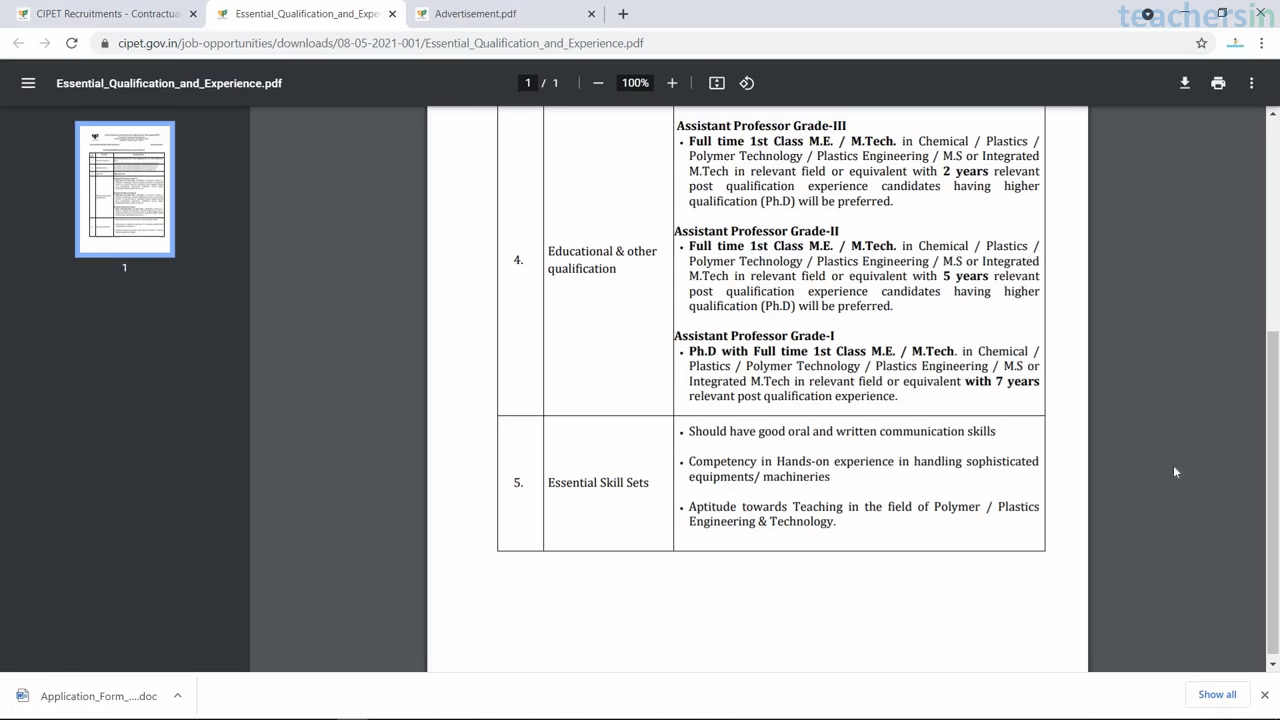 teachersin
CIPET Recruitments - Contractual
Essential_Qualification_and_Expe
Advertisement.pdf
cipet.gov.in/job-opportunities/downloads/08-05-2021-001/Essential_Qualification_and_Experience.pdf
Essential_Qualification_and_Experience.pdf
1 / 1
100%
1
Assistant Professor Grade-III
• Full time 1st Class M.E. / M.Tech. in Chemical / Plastics /
Polymer Technology / Plastics Engineering / M.S or Integrated
M.Tech in relevant field or equivalent with 2 years relevant
post qualification experience candidates having higher
qualification (Ph.D) will be preferred.
Assistant Professor Grade-II
• Full time 1st Class M.E. / M.Tech. in Chemical / Plastics /
Polymer Technology / Plastics Engineering / M.S or Integrated
M.Tech in relevant field or equivalent with 5 years relevant
post qualification experience candidates having higher
qualification (Ph.D) will be preferred.
4.
Educational & other
qualification
Assistant Professor Grade-I
• Ph.D with Full time 1st Class M.E. / M.Tech. in Chemical /
Plastics / Polymer Technology / Plastics Engineering / M.S or
Integrated M.Tech in relevant field or equivalent with 7 years
relevant post qualification experience.
5.
Essential Skill Sets
• Should have good oral and written communication skills
• Competency in Hands-on experience in handling sophisticated
equipments/ machineries
• Aptitude towards Teaching in the field of Polymer / Plastics
Engineering & Technology.
Application_Form_....doc
Show all